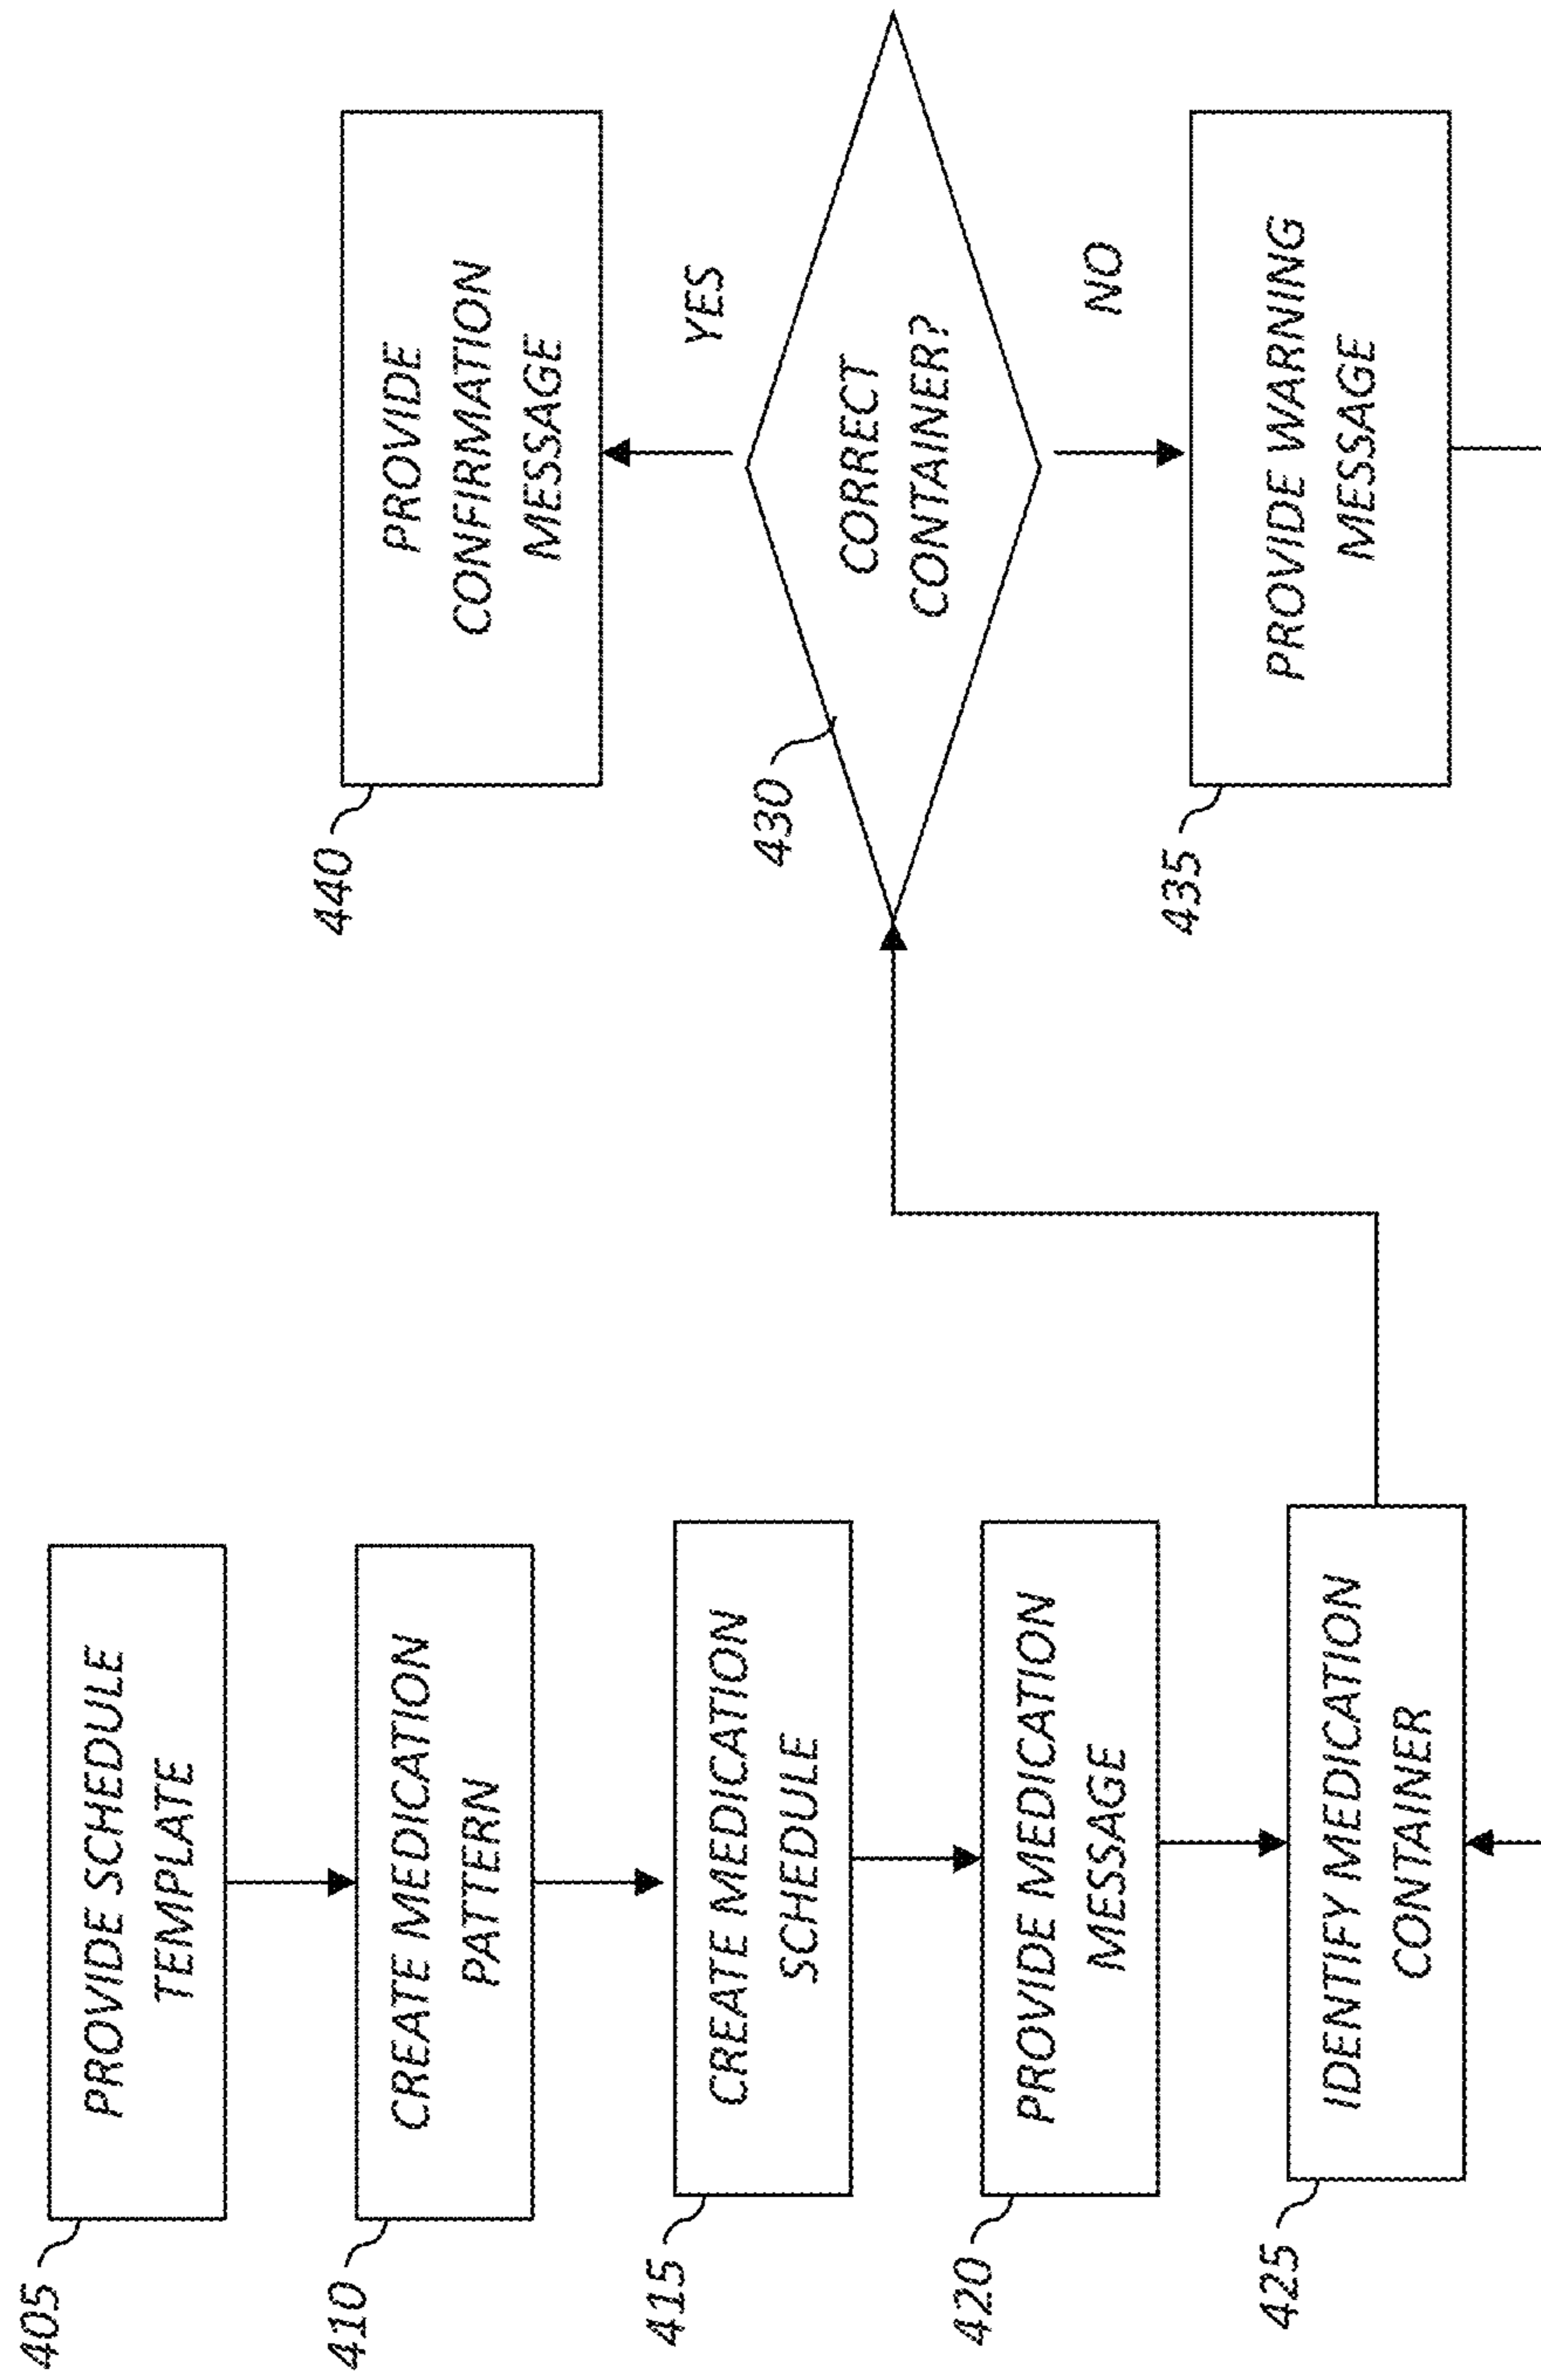 405
PROVIDE SCHEDULE
TEMPLATE
410
CREATE MEDICATION
PATTERN
415
CREATE MEDICATION
SCHEDULE
420
PROVIDE MEDICATION
MESSAGE
425
IDENTIFY MEDICATION
CONTAINER
440
PROVIDE
CONFIRMATION
MESSAGE
YES
430
CORRECT
CONTAINER?
NO
435
PROVIDE WARNING
MESSAGE